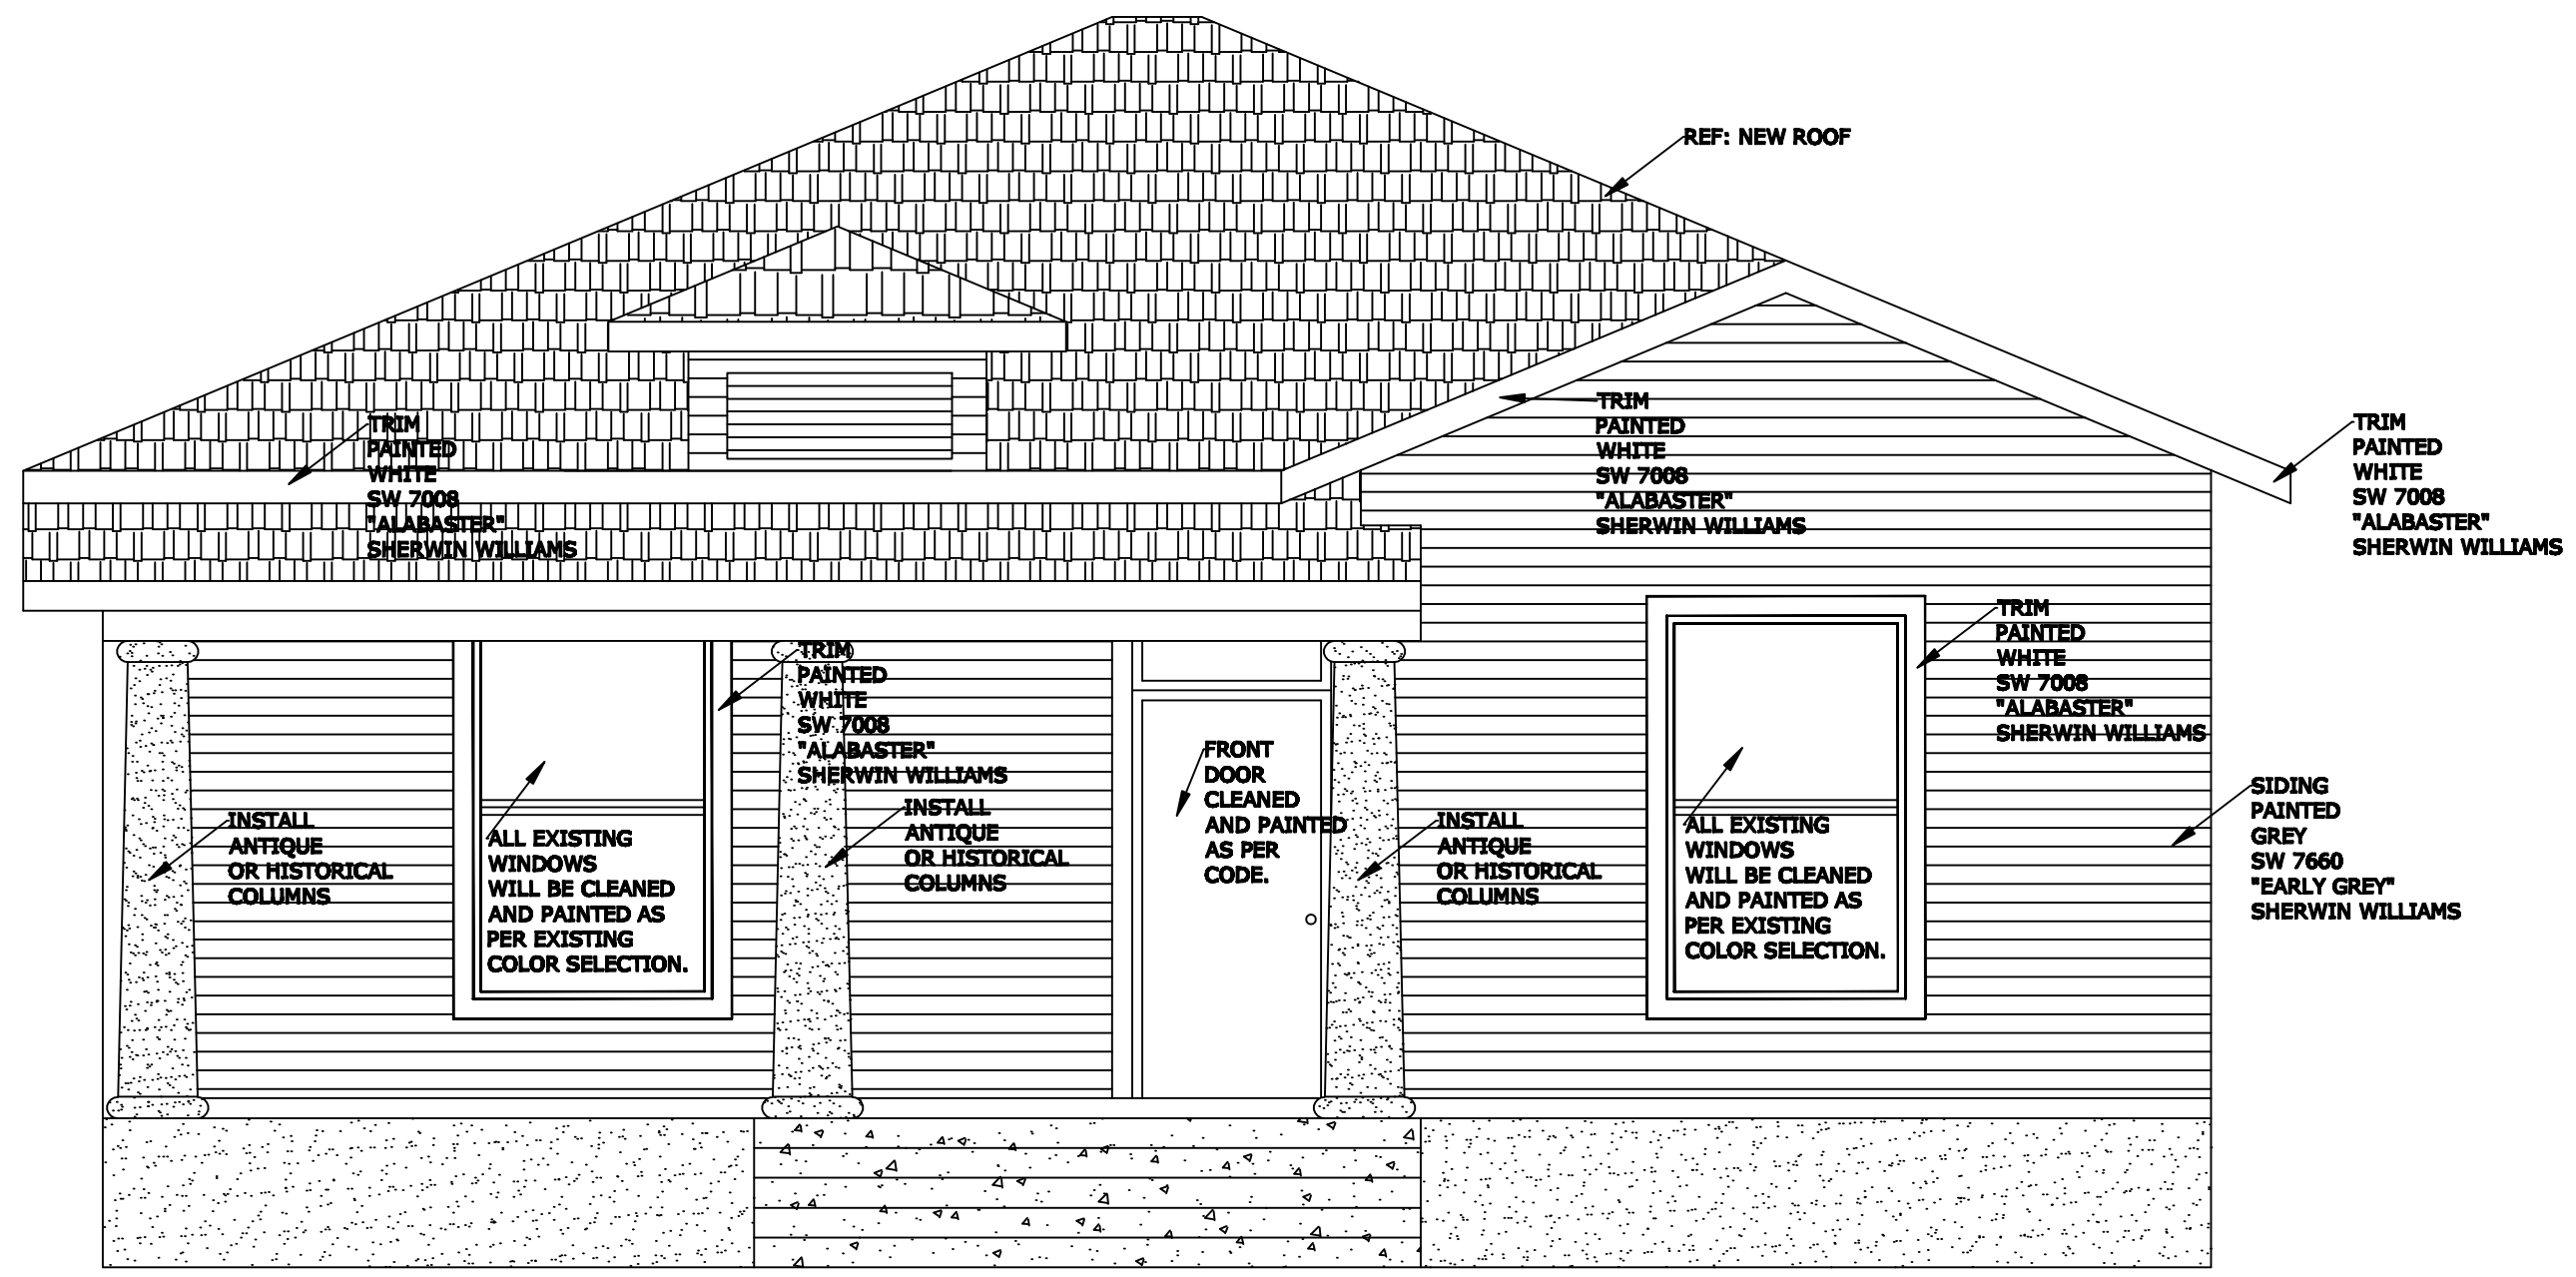 REF: NEW ROOF
TRIM
PAINTED
WHITE
SW 7008
"ALABASTER"
SHERWIN WILLIAMS
TRIM
PAINTED
WHITE
SW 7008
"ALABASTER"
SHERWIN WILLIAMS
TRIM
PAINTED
WHITE
SW 7008
"ALABASTER"
SHERWIN WILLIAMS
TRIM
PAINTED
WHITE
SW 7008
"ALABASTER"
SHERWIN WILLIAMS
TRIM
PAINTED
WHITE
SW 7008
"ALABASTER"
SHERWIN WILLIAMS
INSTALL
ANTIQUE
OR HISTORICAL
COLUMNS
ALL EXISTING
WINDOWS
WILL BE CLEANED
AND PAINTED AS
PER EXISTING
COLOR SELECTION.
INSTALL
ANTIQUE
OR HISTORICAL
COLUMNS
FRONT
DOOR
CLEANED
AND PAINTED
AS PER
CODE.
INSTALL
ANTIQUE
OR HISTORICAL
COLUMNS
ALL EXISTING
WINDOWS
WILL BE CLEANED
AND PAINTED AS
PER EXISTING
COLOR SELECTION.
SIDING
PAINTED
GREY
SW 7660
"EARLY GREY"
SHERWIN WILLIAMS